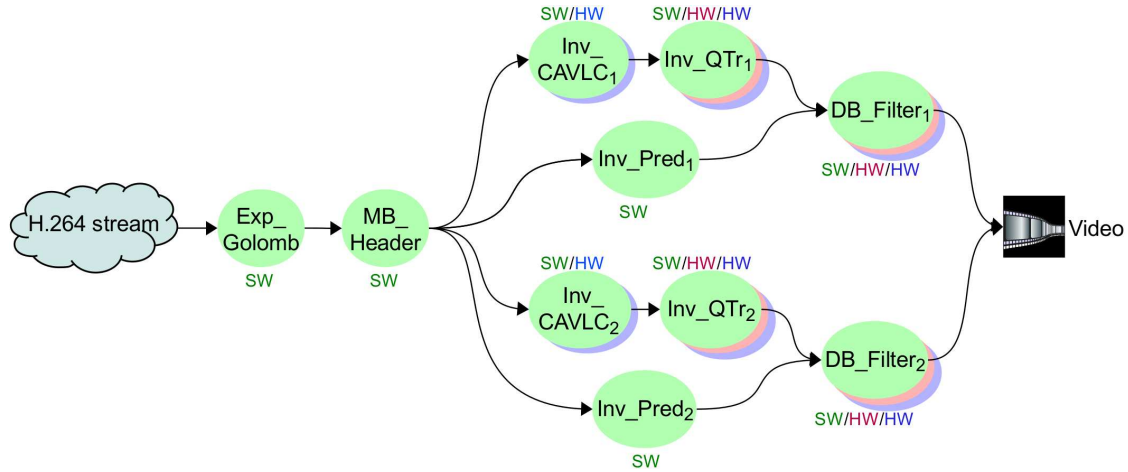 SW/HW
SW/HW/HW
Inv_
CAVLC₁
Inv_QTr₁
DB_Filter₁
Inv_Pred₁
SW/HW/HW
SW
H.264 stream
Exp_
Golomb
MB_
Header
Video
SW
SW
SW/HW
SW/HW/HW
Inv_
CAVLC₂
Inv_QTr₂
DB_Filter₂
Inv_Pred₂
SW/HW/HW
SW